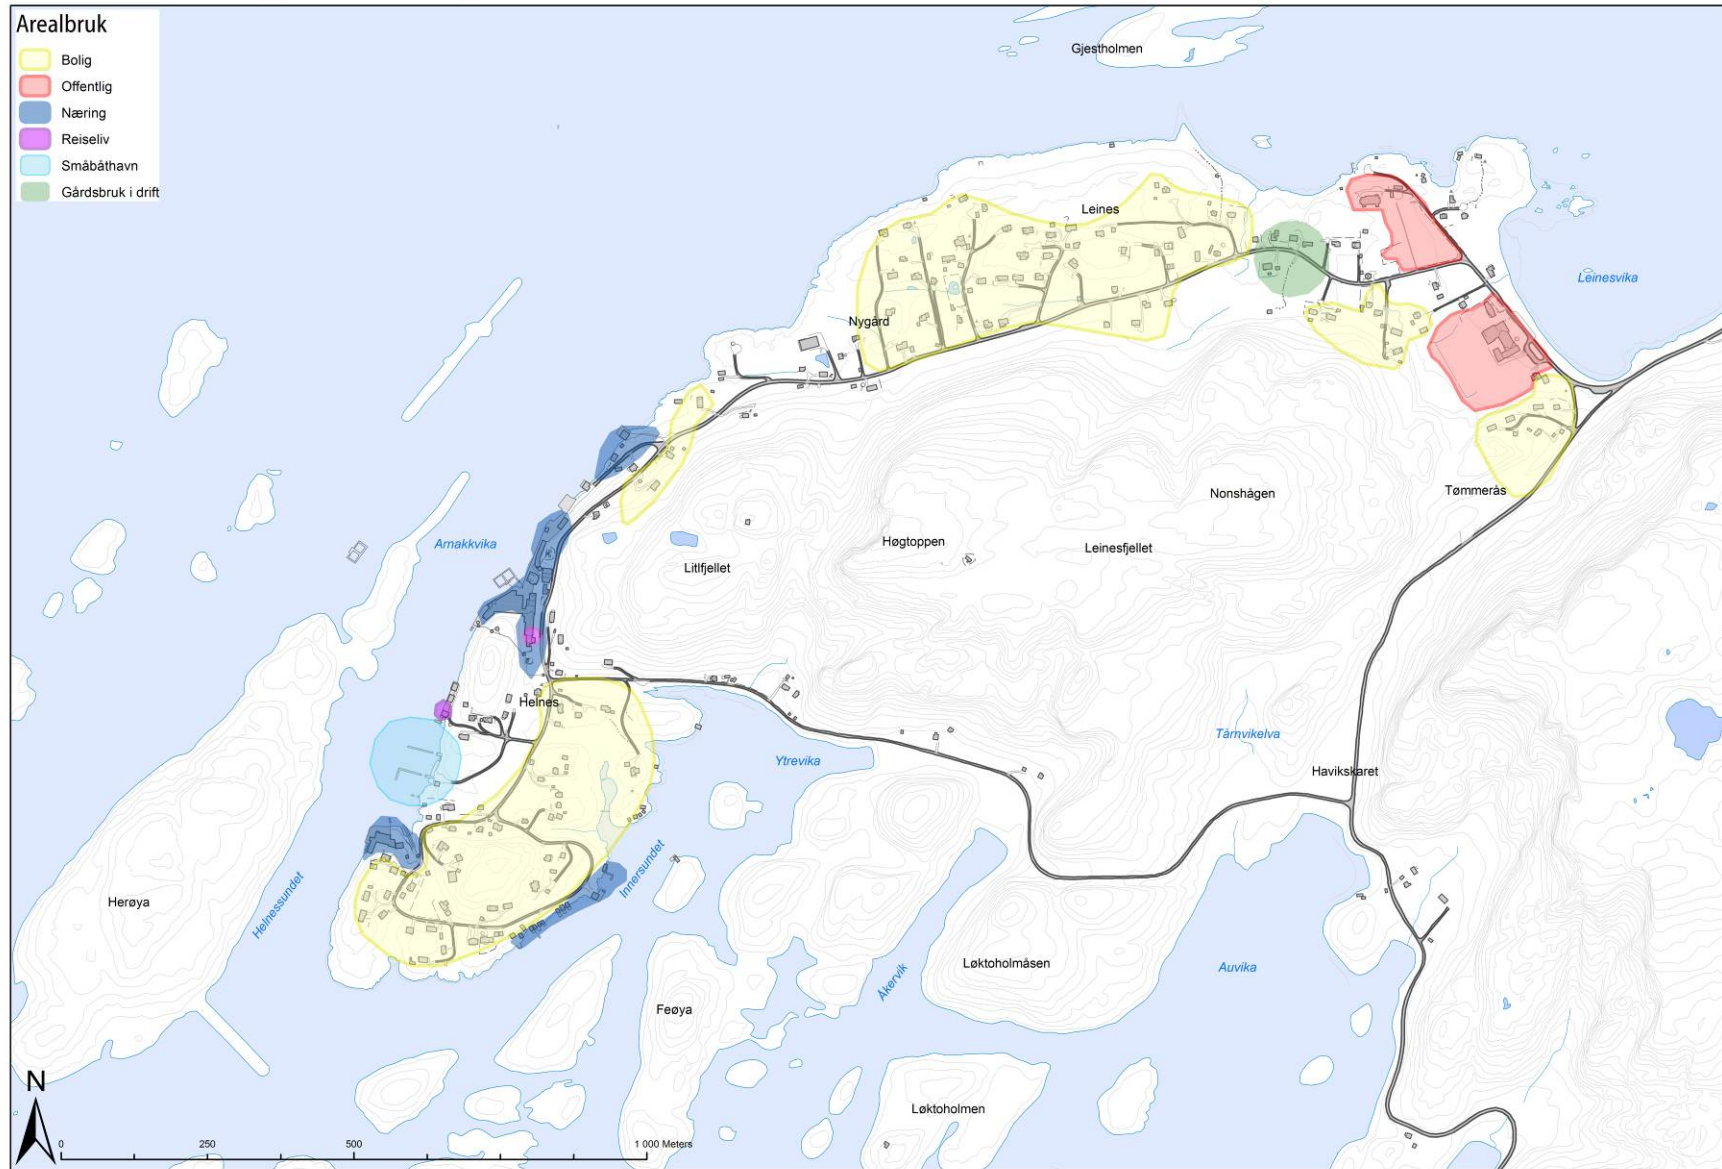 Arealbruk
Bolig
Offentlig
Næring
Reiseliv
Småbåthavn
Gårdsbruk i drift
Gjestholmen
Leines
Leinesvika
Nygård
Tømmerås
Nonshågen
Høgtoppen
Leinesfjellet
Arnakkvika
Litlfjellet
Helnes
Tårnvikelva
Ytrevika
Havikskaret
Innersundet
Herøya
Helnessundet
Åkervik
Løktoholmåsen
Auvika
Feøya
Løktoholmen
N
0 250 500 1 000 Meters